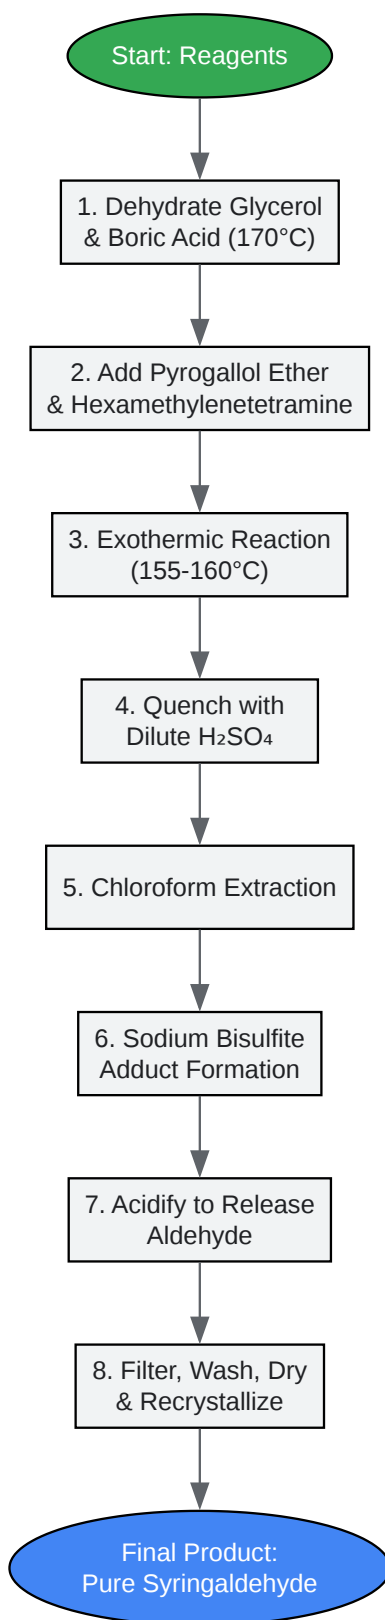 Start: Reagents
1. Dehydrate Glycerol
& Boric Acid (170°C)
2. Add Pyrogallol Ether
& Hexamethylenetetramine
3. Exothermic Reaction
(155-160°C)
4. Quench with
Dilute H₂SO₄
5. Chloroform Extraction
6. Sodium Bisulfite
Adduct Formation
7. Acidify to Release
Aldehyde
8. Filter, Wash, Dry
& Recrystallize
Final Product:
Pure Syringaldehyde